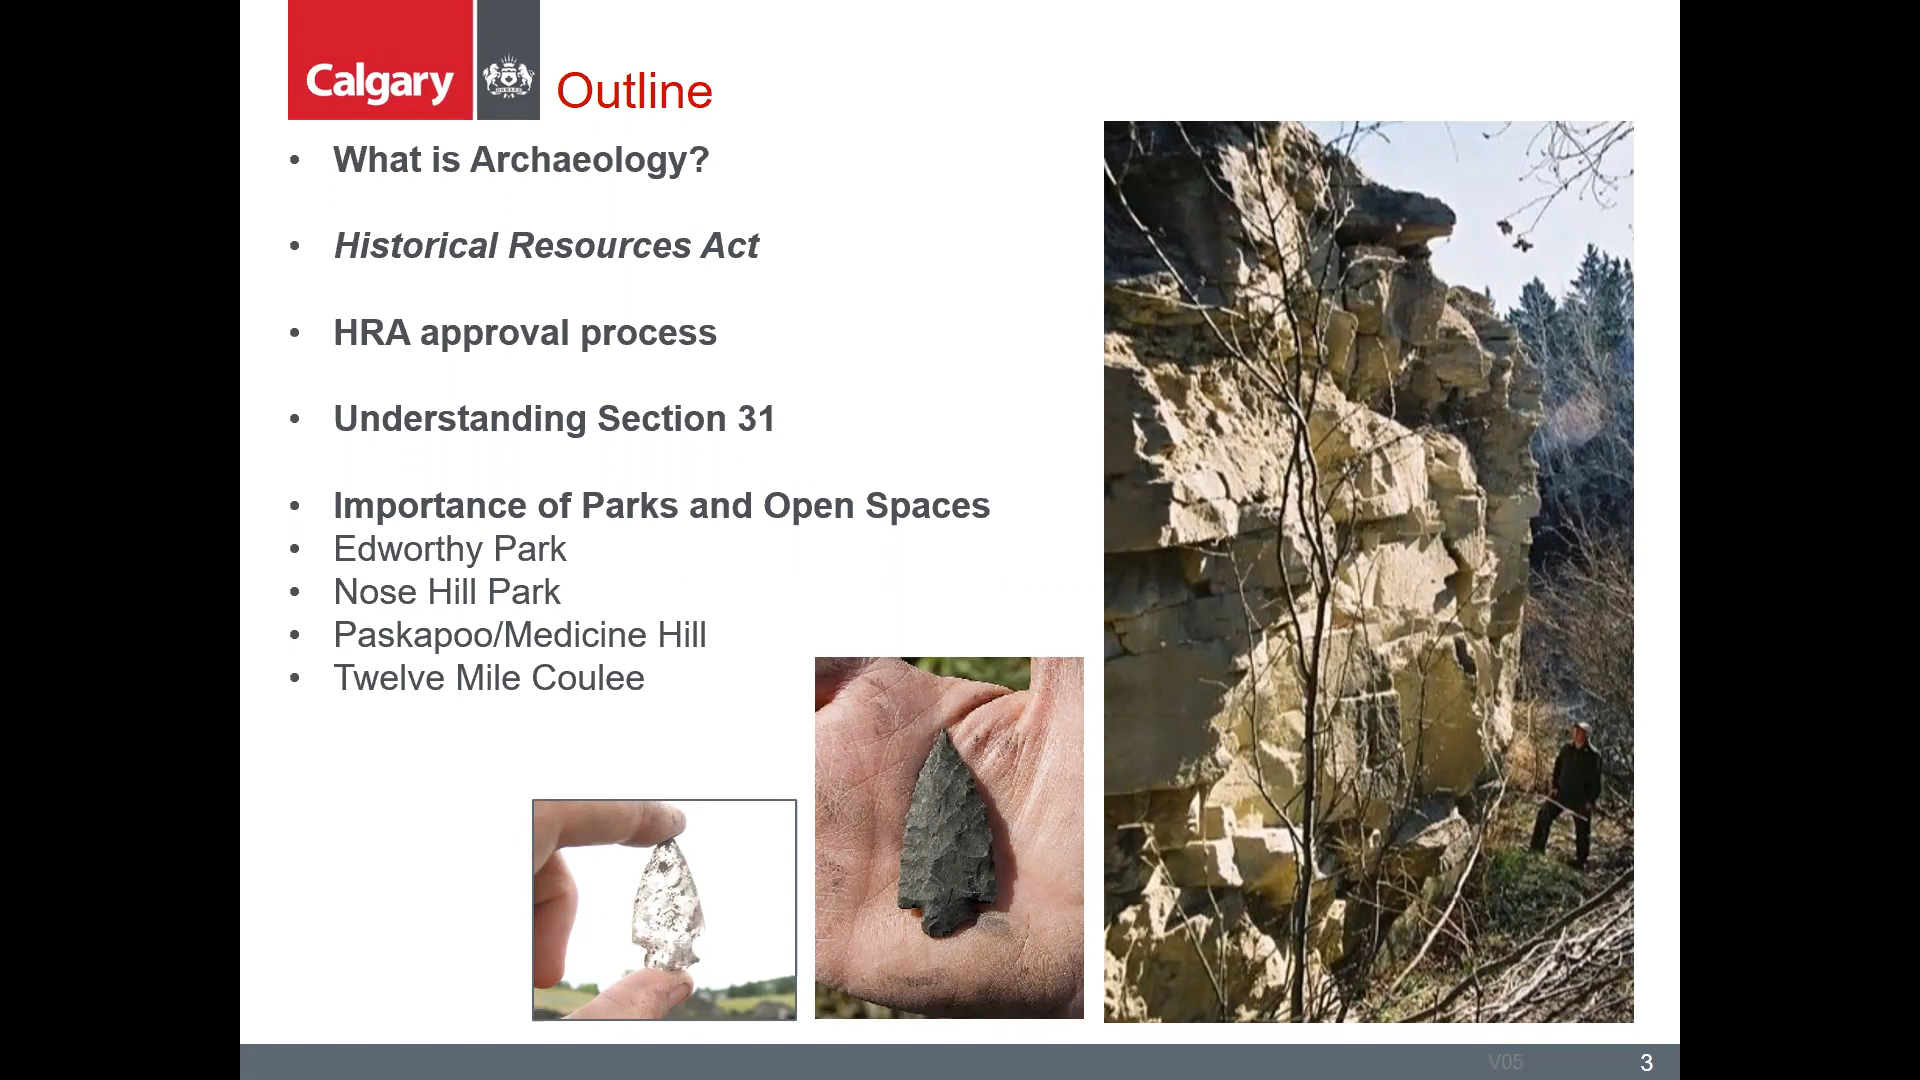 Calgary
ONWARD
Outline
• What is Archaeology?
• Historical Resources Act
• HRA approval process
• Understanding Section 31
• Importance of Parks and Open Spaces
• Edworthy Park
• Nose Hill Park
• Paskapoo/Medicine Hill
• Twelve Mile Coulee
V05
3